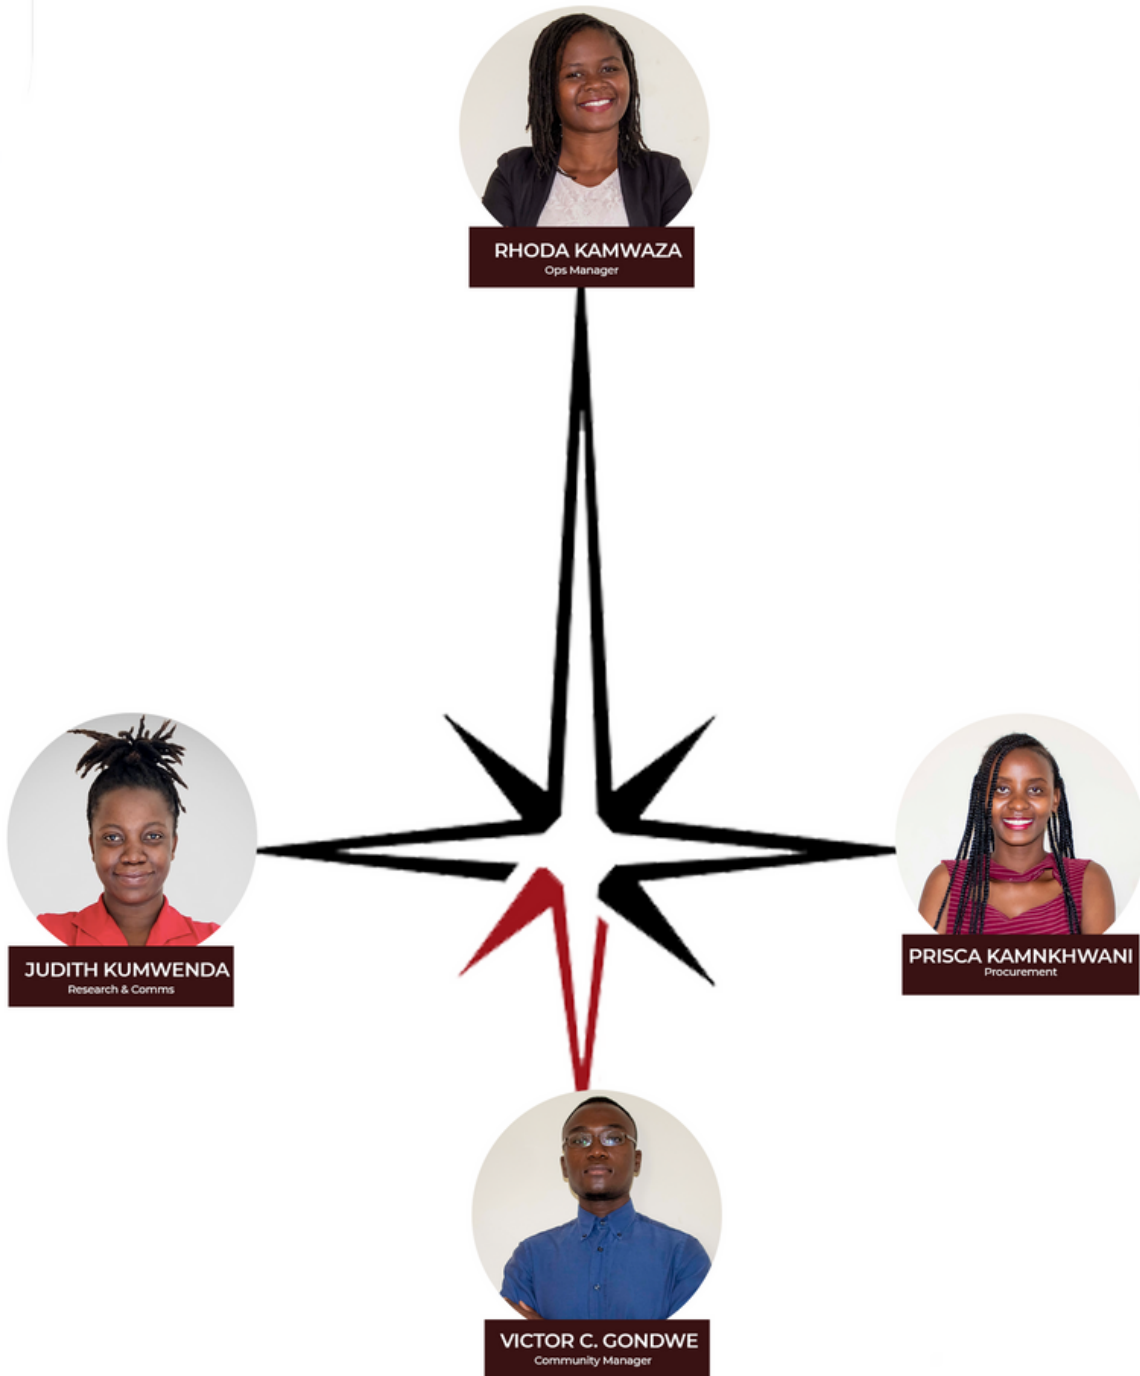 RHODA KAMWAZA
Ops Manager
JUDITH KUMWENDA
Research & Comms
PRISCA KAMNKHWANI
Procurement
VICTOR C. GONDWE
Community Manager